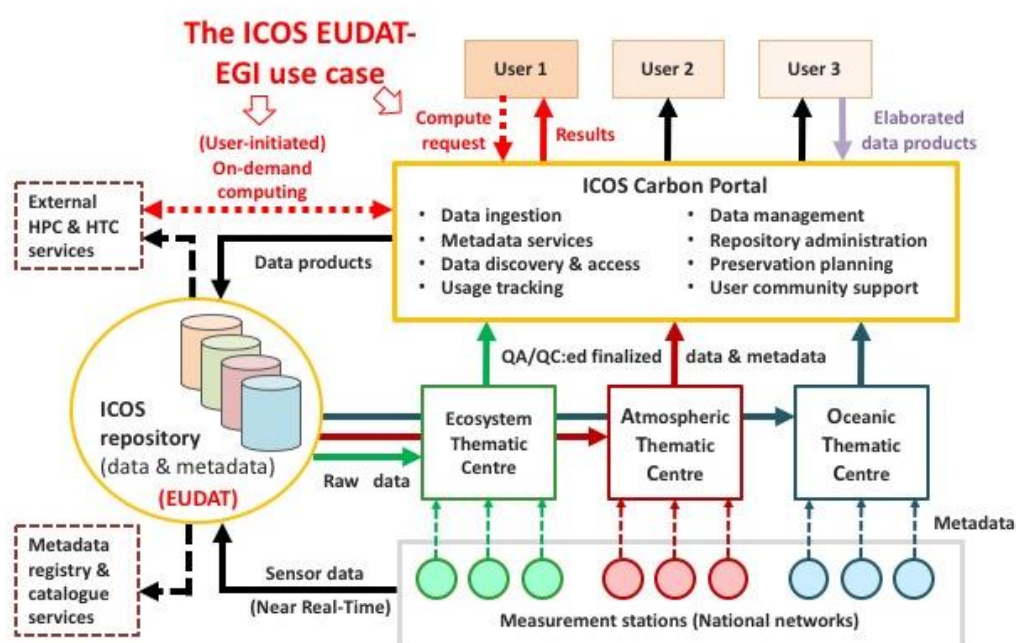 The ICOS EUDAT-
EGI use case
User 1
User 2
User 3
(User-initiated)
On-demand
computing
Compute
request
Results
Elaborated
data products
External
HPC & HTC
services
ICOS Carbon Portal
• Data ingestion
• Metadata services
• Data discovery & access
• Usage tracking
• Data management
• Repository administration
• Preservation planning
• User community support
Data products
QA/QC:ed finalized data & metadata
ICOS
repository
(data & metadata)
(EUDAT)
Ecosystem
Thematic
Centre
Atmospheric
Thematic
Centre
Oceanic
Thematic
Centre
Raw data
Metadata
Metadata
registry &
catalogue
services
Sensor data
(Near Real-Time)
Measurement stations (National networks)